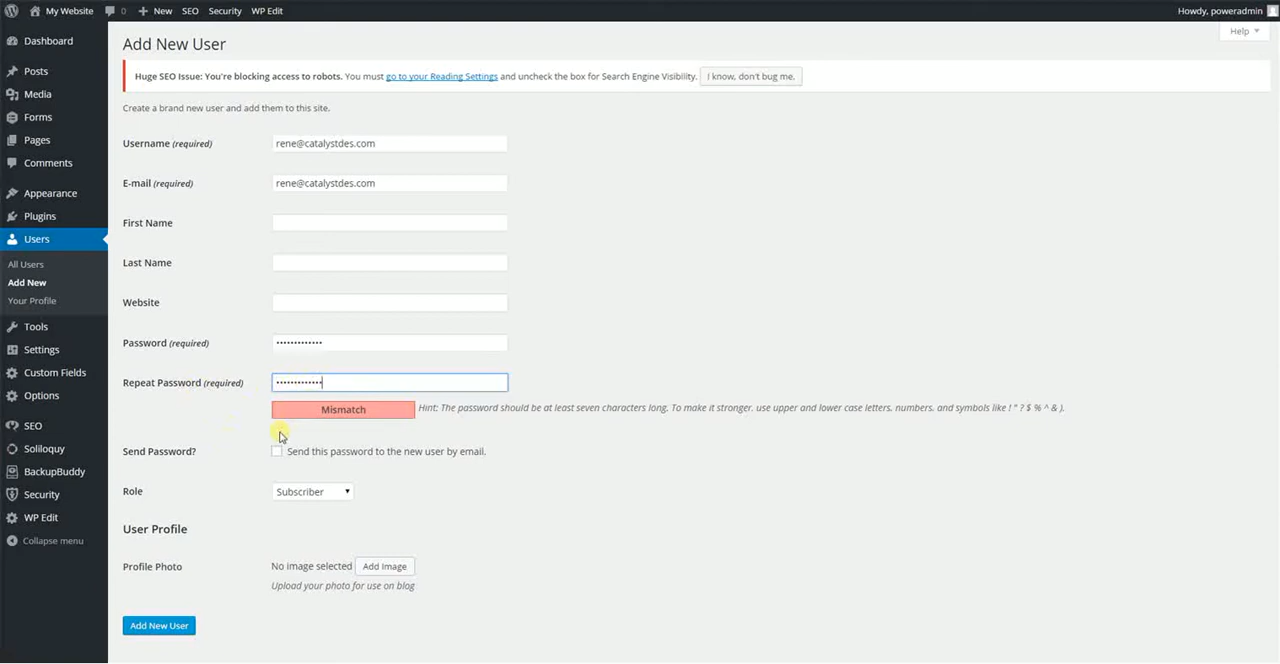 My Website 0 New SEO Security WP Edit Howdy, poweradmin
Help
Dashboard
Posts
Media
Forms
Pages
Comments
Appearance
Plugins
Users
All Users
Add New
Your Profile
Tools
Settings
Custom Fields
Options
SEO
Soliloquy
BackupBuddy
Security
WP Edit
Collapse menu
Add New User
Huge SEO Issue: You're blocking access to robots. You must go to your Reading Settings and uncheck the box for Search Engine Visibility. I know, don't bug me.
Create a brand new user and add them to this site.
Username (required) rene@catalystdes.com
E-mail (required) rene@catalystdes.com
First Name
Last Name
Website
Password (required) •••••••••••••
Repeat Password (required) •••••••••••••
Mismatch Hint: The password should be at least seven characters long. To make it stronger, use upper and lower case letters, numbers, and symbols like ! " ? $ % ^ & ).
Send Password? Send this password to the new user by email.
Role Subscriber
User Profile
Profile Photo No image selected Add Image
Upload your photo for use on blog
Add New User